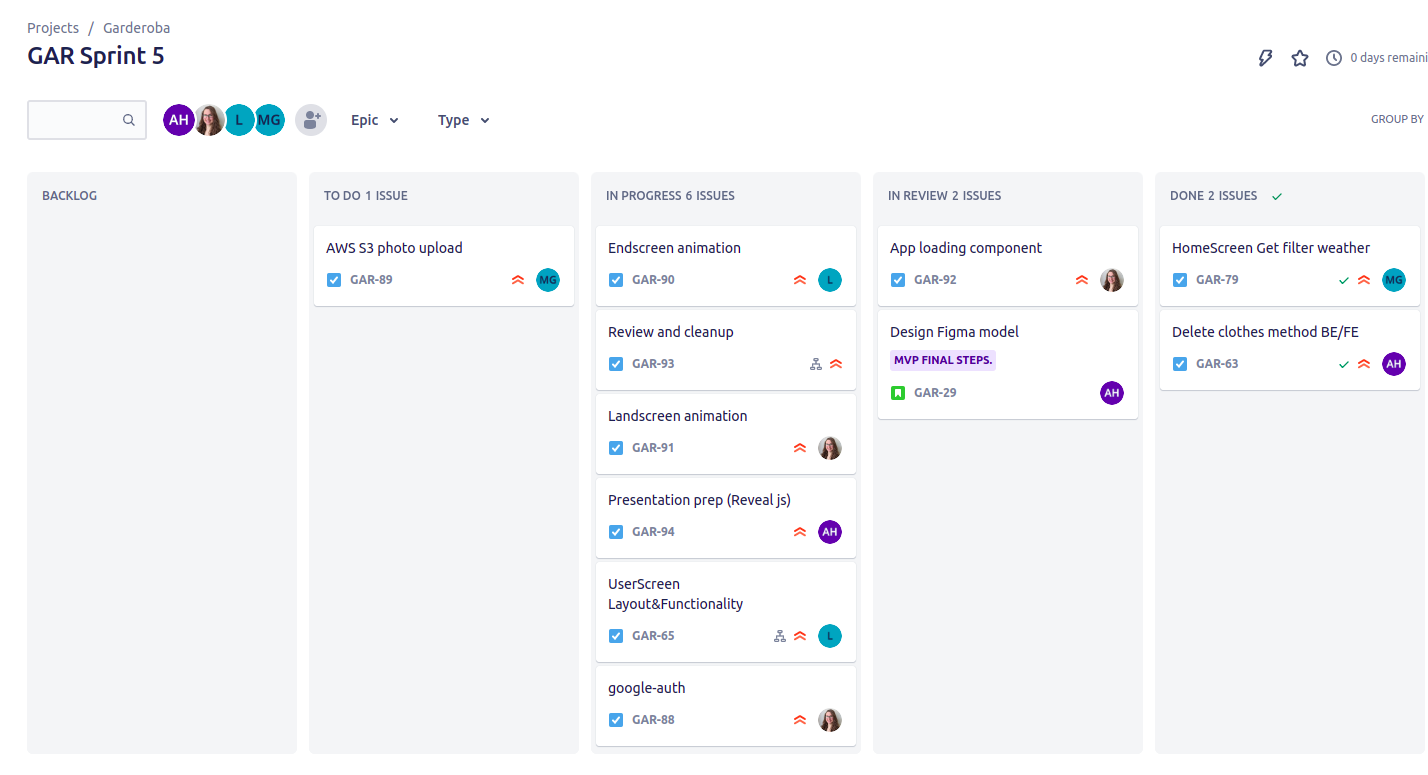 Projects / Garderoba
GAR Sprint 5
0 days remaini
AH L MG
Epic
Type
GROUP BY
BACKLOG
TO DO 1 ISSUE
AWS S3 photo upload
GAR-89
MG
IN PROGRESS 6 ISSUES
Endscreen animation
GAR-90
L
Review and cleanup
GAR-93
Landscreen animation
GAR-91
Presentation prep (Reveal js)
GAR-94
AH
UserScreen
Layout&Functionality
GAR-65
L
google-auth
GAR-88
IN REVIEW 2 ISSUES
App loading component
GAR-92
Design Figma model
MVP FINAL STEPS.
GAR-29
AH
DONE 2 ISSUES
HomeScreen Get filter weather
GAR-79
MG
Delete clothes method BE/FE
GAR-63
AH